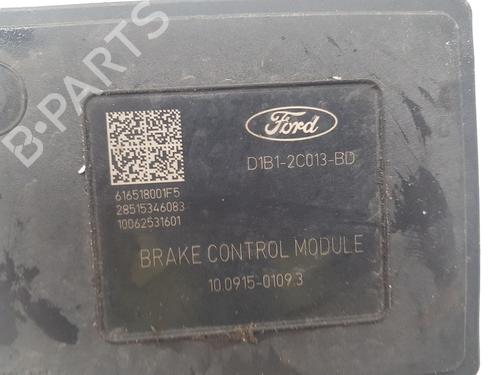 B-PARTS
Ford
D1B1-2C013-BD
616518001F5
28515346083
10062531601
BRAKE CONTROL MODULE
10.0915-0109.3